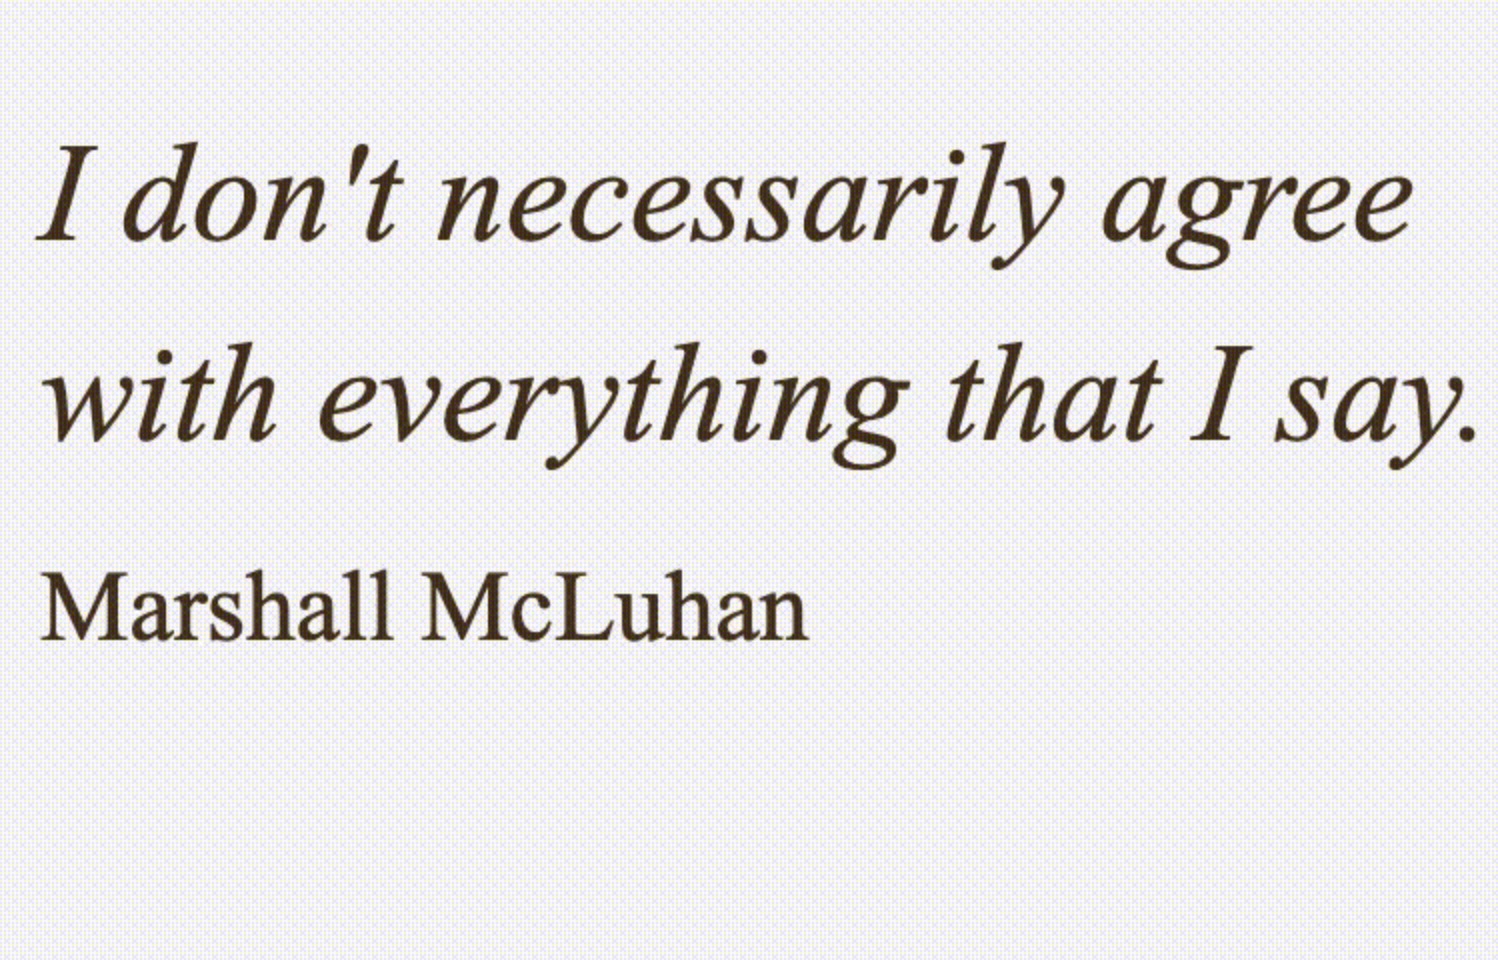 I don't necessarily agree
with everything that I say.
Marshall McLuhan